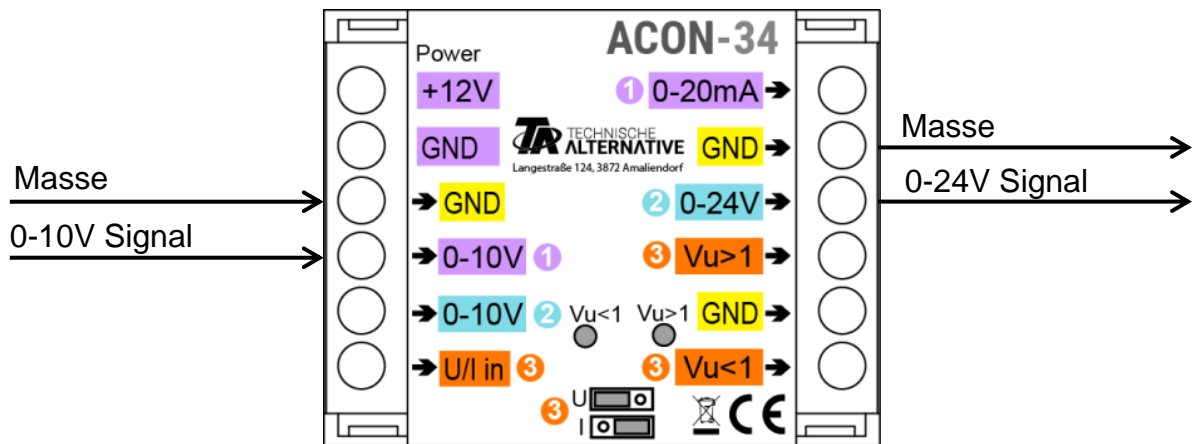 ACON-34
Power
+12V
1 0-20mA
GND
TA TECHNISCHE ALTERNATIVE
Langestraße 124, 3872 Amaliendorf
GND
Masse
Masse
GND
2 0-24V
0-24V Signal
0-10V Signal
0-10V 1
3 Vu>1
0-10V 2
Vu<1
Vu>1
GND
U/I in 3
3 Vu<1
3
U
I
CE